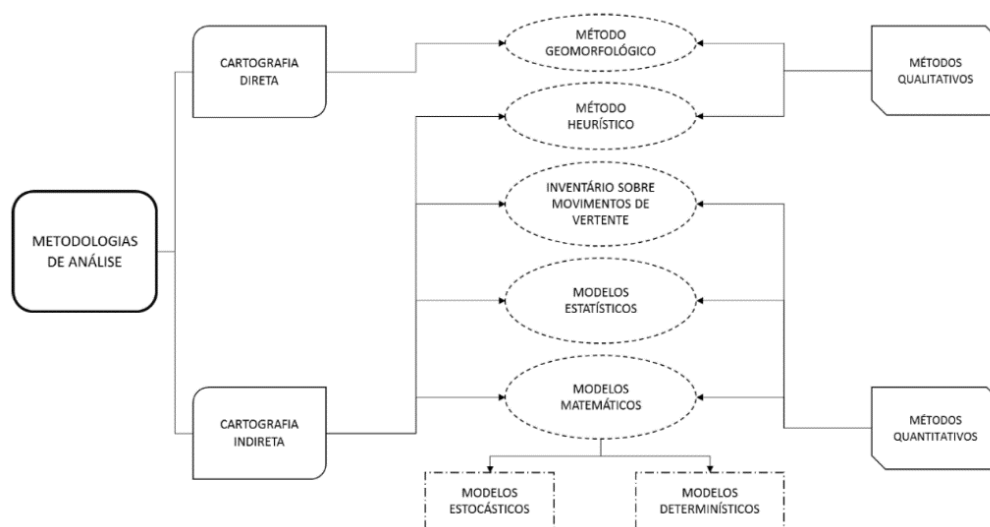 METODOLOGIAS
DE ANÁLISE
CARTOGRAFIA
DIRETA
CARTOGRAFIA
INDIRETA
MÉTODO
GEOMORFOLÓGICO
MÉTODO
HEURÍSTICO
INVENTÁRIO SOBRE
MOVIMENTOS DE
VERTENTE
MODELOS
ESTATÍSTICOS
MODELOS
MATEMÁTICOS
MODELOS
ESTOCÁSTICOS
MODELOS
DETERMINÍSTICOS
MÉTODOS
QUALITATIVOS
MÉTODOS
QUANTITATIVOS